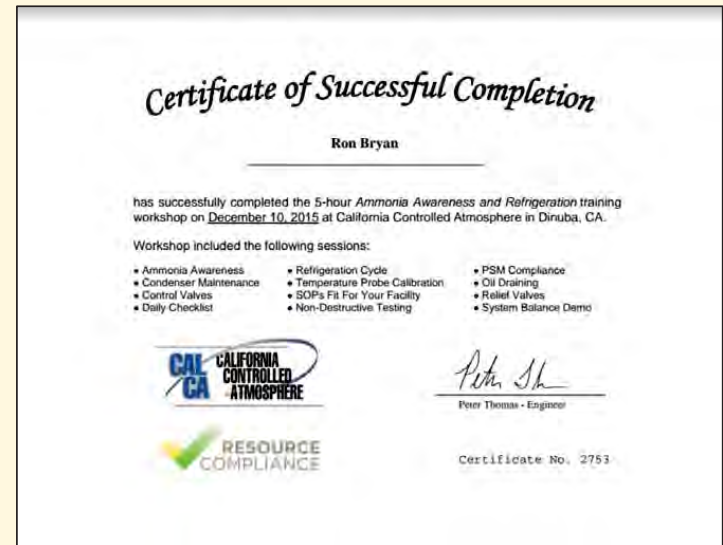 Certificate of Successful Completion
Ron Bryan
has successfully completed the 5-hour Ammonia Awareness and Refrigeration training
workshop on December 10, 2015 at California Controlled Atmosphere in Dinuba, CA.
Workshop included the following sessions:
• Ammonia Awareness
• Condenser Maintenance
• Control Valves
• Daily Checklist
• Refrigeration Cycle
• Temperature Probe Calibration
• SOPs Fit For Your Facility
• Non-Destructive Testing
• PSM Compliance
• Oil Draining
• Relief Valves
• System Balance Demo
CAL CA
CALIFORNIA
CONTROLLED
ATMOSPHERE
Peter Thomas - Engineer
RESOURCE
COMPLIANCE
Certificate No. 2753